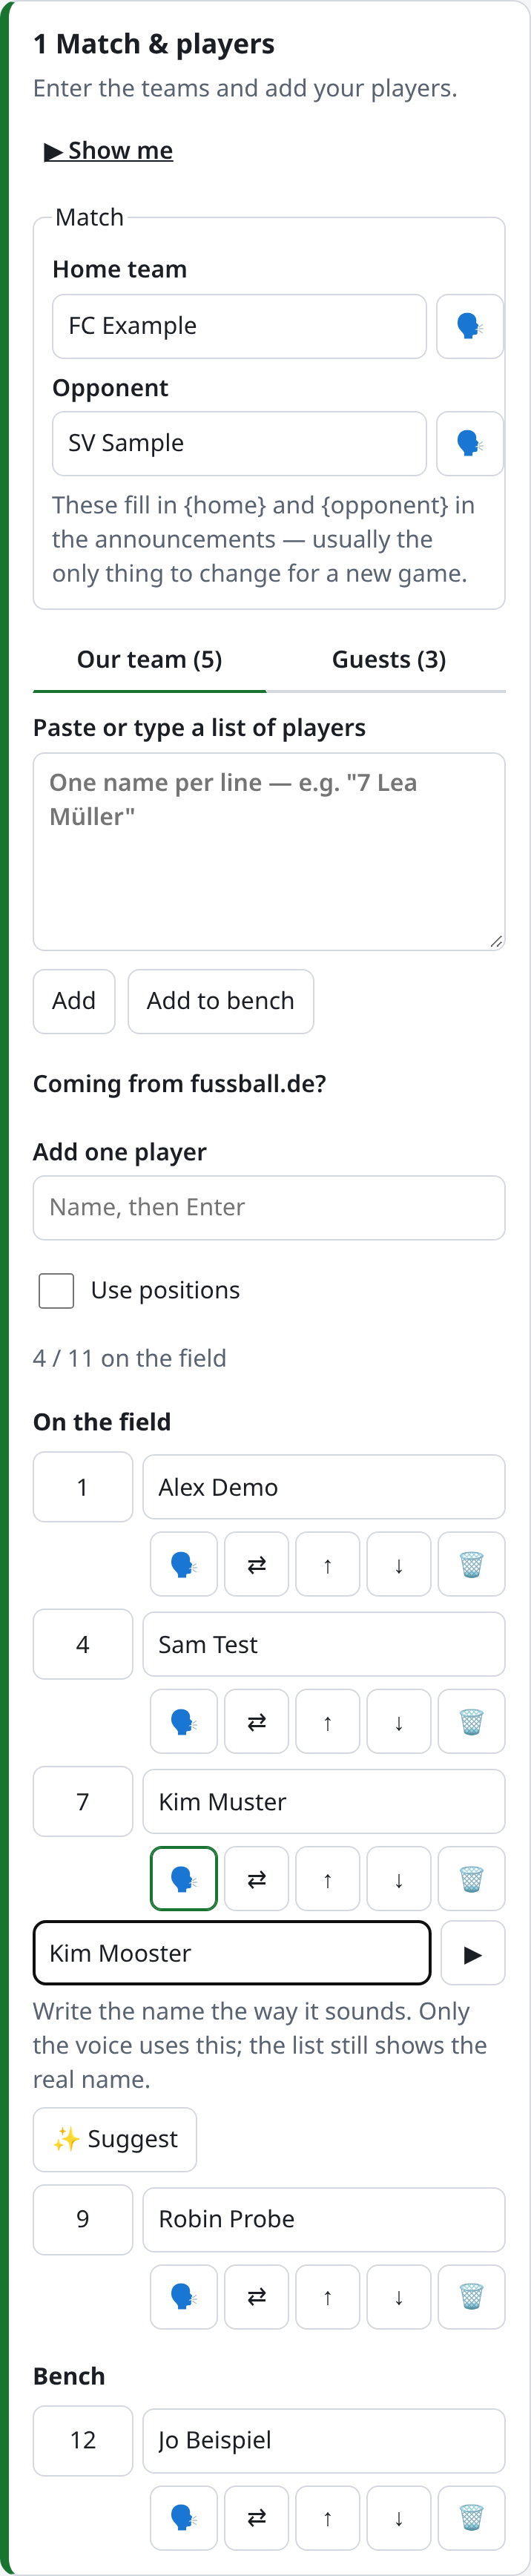 1 Match & players
Enter the teams and add your players.
▶ Show me
Match
Home team
FC Example
Opponent
SV Sample
These fill in {home} and {opponent} in
the announcements — usually the
only thing to change for a new game.
Our team (5)
Guests (3)
Paste or type a list of players
One name per line — e.g. "7 Lea
Müller"
Add
Add to bench
Coming from fussball.de?
Add one player
Name, then Enter
Use positions
4 / 11 on the field
On the field
1
Alex Demo
4
Sam Test
7
Kim Muster
Kim Mooster
Write the name the way it sounds. Only
the voice uses this; the list still shows the
real name.
✨ Suggest
9
Robin Probe
Bench
12
Jo Beispiel